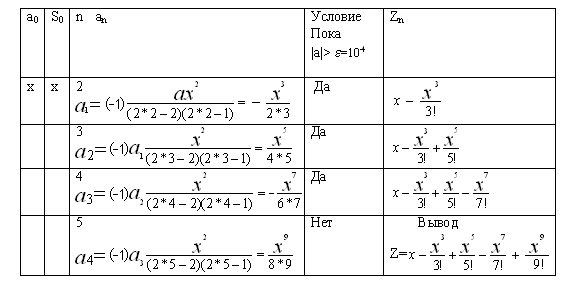 a₀ S₀ n aₙ Условие Пока |a|> ε=10⁴ Zₙ
x x 2 a₁= (-1) ax² / (2*2−2)(2*2−1) = − x³ / 2*3 Да x − x³/3!
3 a₂= (-1)a₁ x² / (2*3−2)(2*3−1) = x⁵ / 4*5 Да x − x³/3! + x⁵/5!
4 a₃= (-1)a₂ x² / (2*4−2)(2*4−1) = - x⁷ / 6*7 Да x − x³/3! + x⁵/5! − x⁷/7!
5 a₄= (-1)a₃ x² / (2*5−2)(2*5−1) = x⁹ / 8*9 Нет Вывод
Z= x − x³/3! + x⁵/5! − x⁷/7! + x⁹/9!